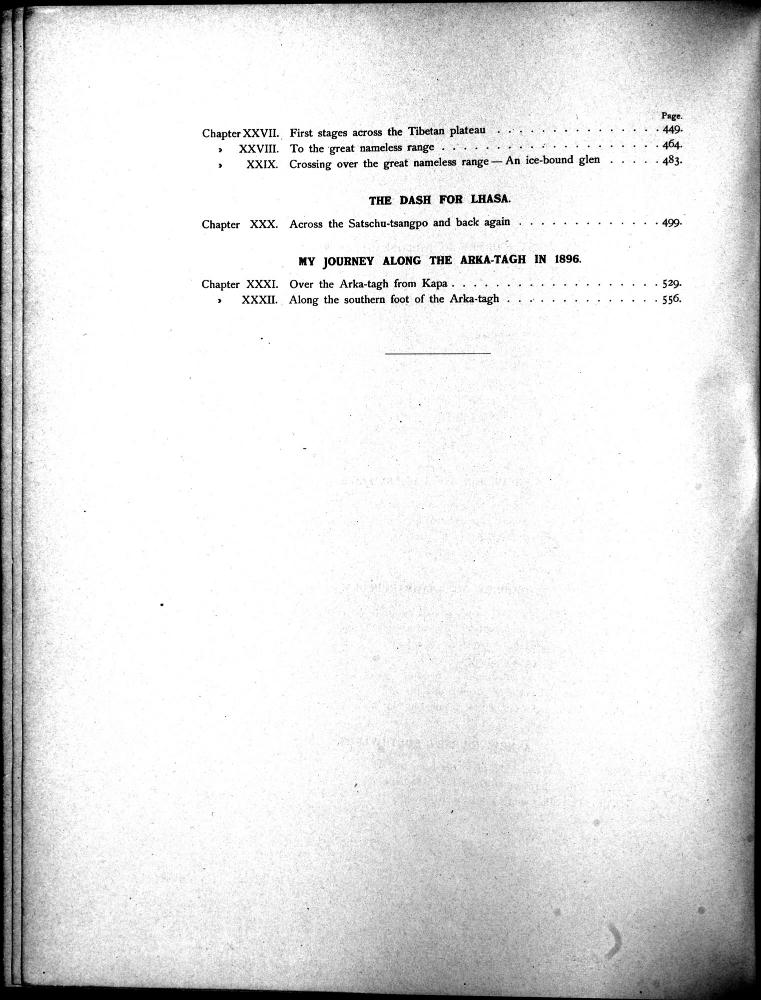 Page.
Chapter XXVII. First stages across the Tibetan plateau . . . . . . . . . . . . . . . 449.
» XXVIII. To the great nameless range . . . . . . . . . . . . . . . . . . . . 464.
» XXIX. Crossing over the great nameless range — An ice-bound glen . . . . . 483.
THE DASH FOR LHASA.
Chapter XXX. Across the Satschu-tsangpo and back again . . . . . . . . . . . . . 499.
MY JOURNEY ALONG THE ARKA-TAGH IN 1896.
Chapter XXXI. Over the Arka-tagh from Kapa . . . . . . . . . . . . . . . . . . . 529.
» XXXII. Along the southern foot of the Arka-tagh . . . . . . . . . . . . . . 556.